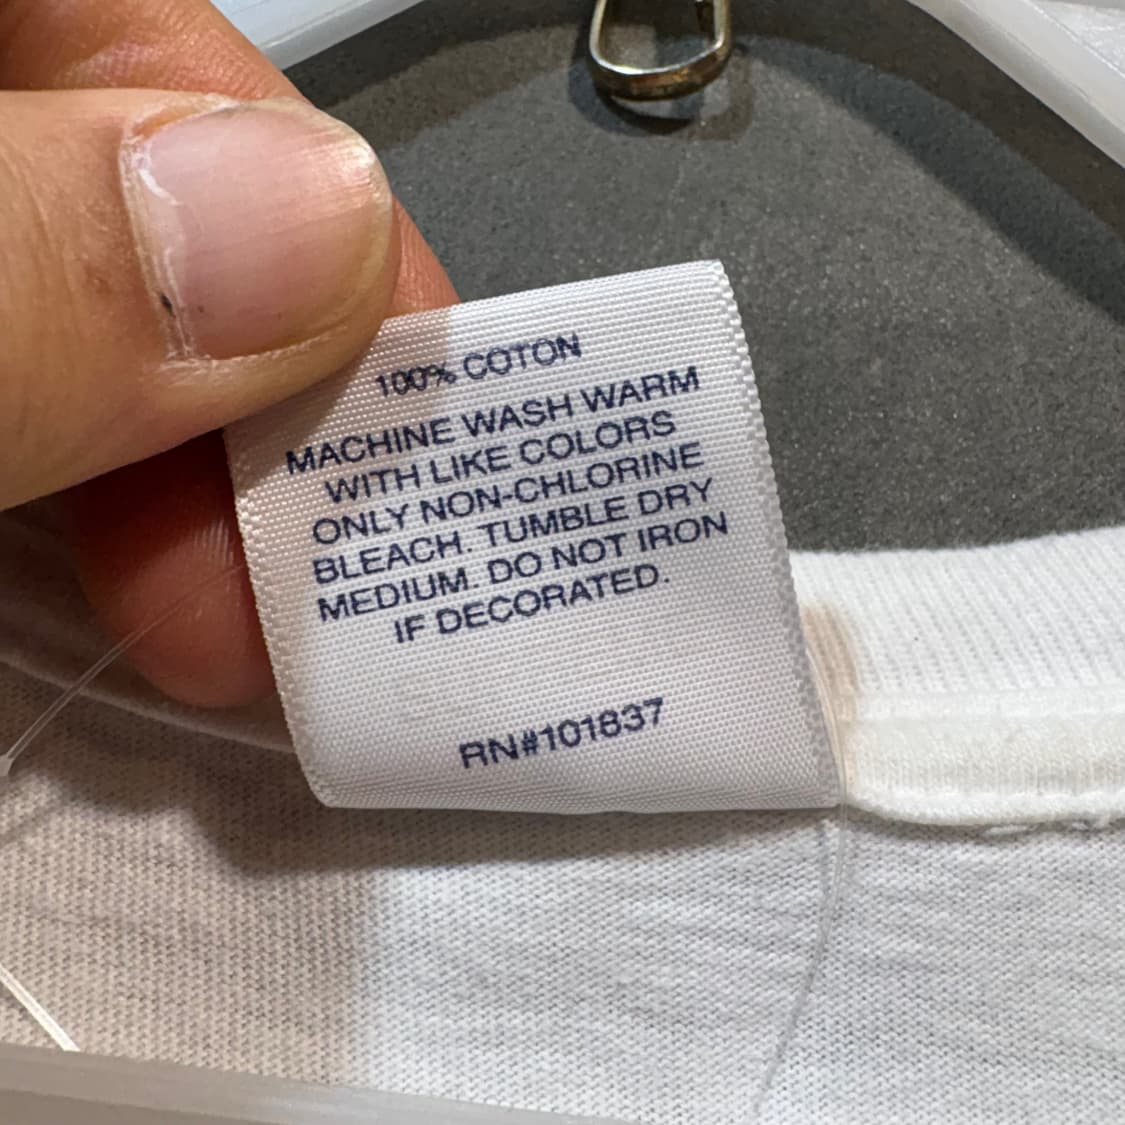 100% COTON
MACHINE WASH WARM
WITH LIKE COLORS
ONLY NON-CHLORINE
BLEACH. TUMBLE DRY
MEDIUM. DO NOT IRON
IF DECORATED.
RN#101837